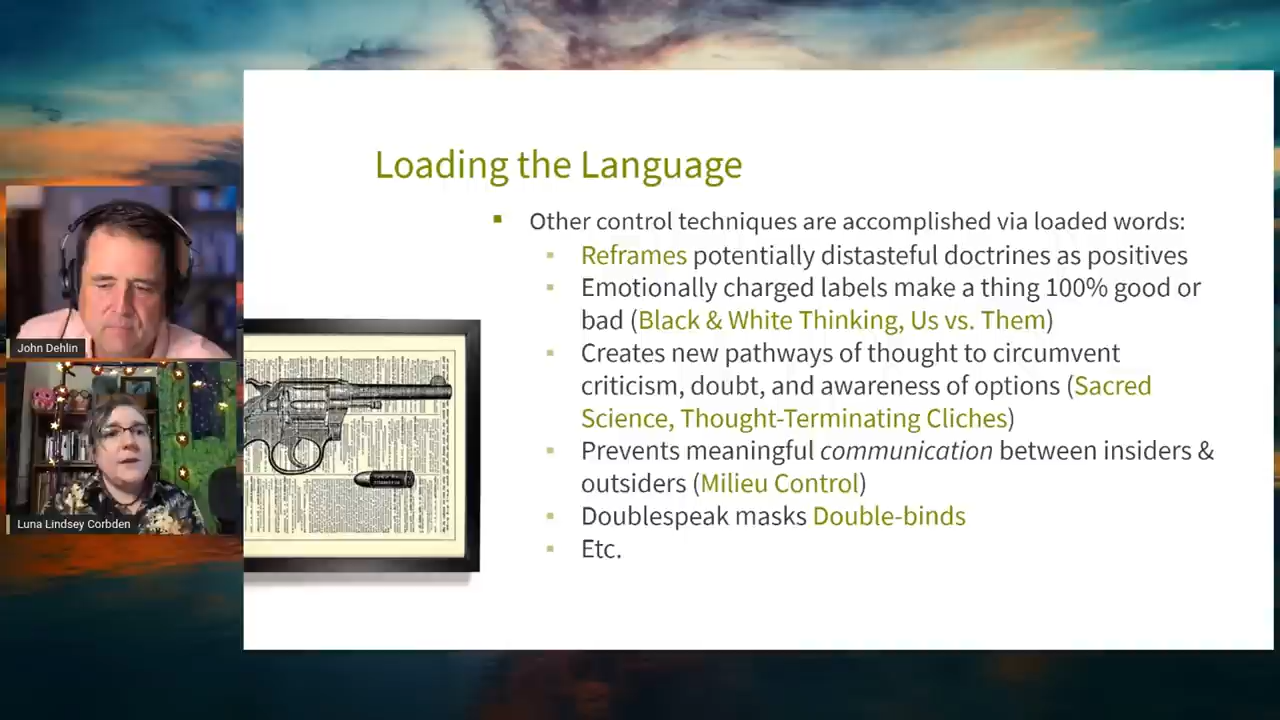 Loading the Language
▪ Other control techniques are accomplished via loaded words:
▪ Reframes potentially distasteful doctrines as positives
▪ Emotionally charged labels make a thing 100% good or
bad (Black & White Thinking, Us vs. Them)
▪ Creates new pathways of thought to circumvent
criticism, doubt, and awareness of options (Sacred
Science, Thought-Terminating Cliches)
▪ Prevents meaningful communication between insiders &
outsiders (Milieu Control)
▪ Doublespeak masks Double-binds
▪ Etc.
John Dehlin
Luna Lindsey Corbden